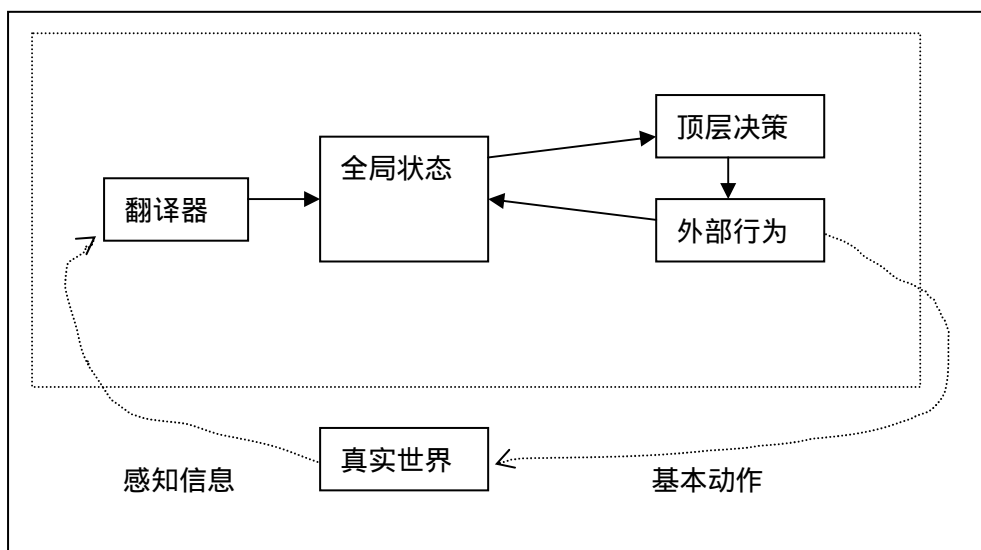 顶层决策
全局状态
翻译器
外部行为
真实世界
感知信息
基本动作